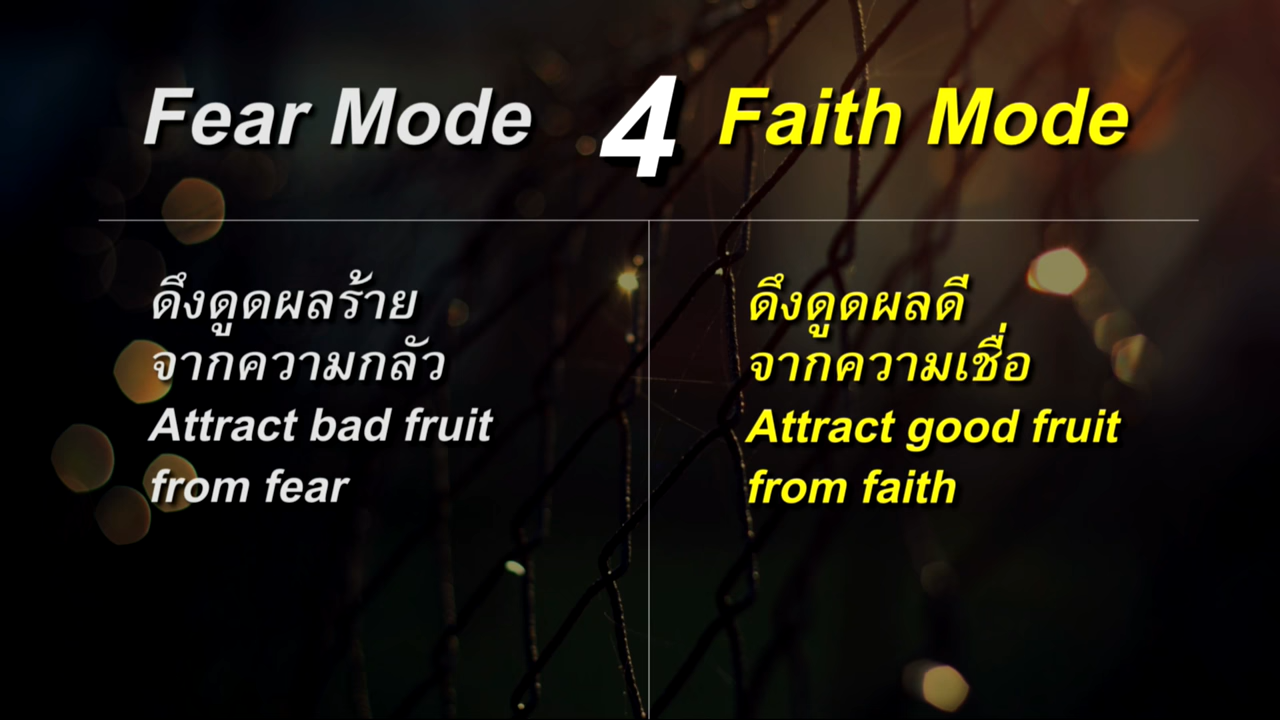 Fear Mode 4 Faith Mode
ดึงดูดผลร้าย
จากความกลัว
Attract bad fruit
from fear
ดึงดูดผลดี
จากความเชื่อ
Attract good fruit
from faith